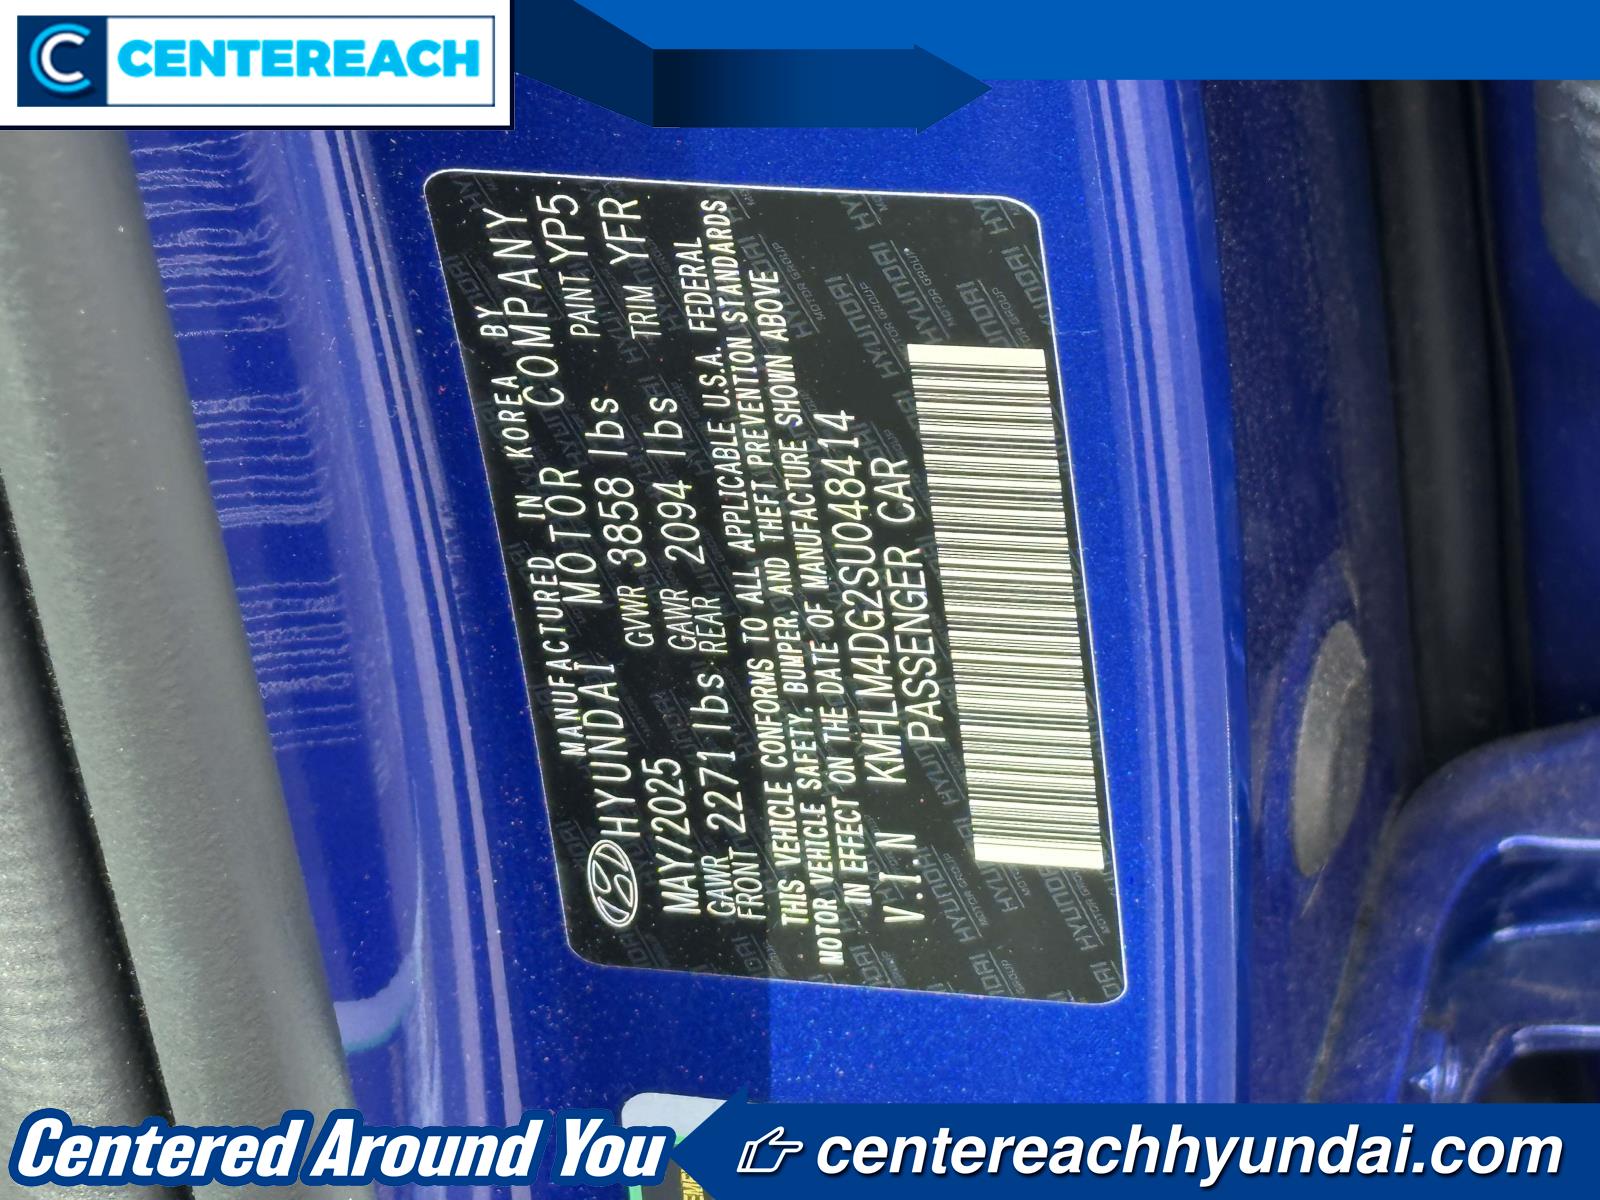 C CENTEREACH
MANUFACTURED IN KOREA BY
HYUNDAI MOTOR COMPANY
MAY/2025 GVWR 3858 lbs PAINT YP5
GAWR FRONT 2271 lbs GAWR REAR 2094 lbs TRIM YFR
THIS VEHICLE CONFORMS TO ALL APPLICABLE U.S.A. FEDERAL
MOTOR VEHICLE SAFETY, BUMPER, AND THEFT PREVENTION STANDARDS
IN EFFECT ON THE DATE OF MANUFACTURE SHOWN ABOVE
V.I.N KMHLM4DG2SU048414
PASSENGER CAR
Centered Around You
centereachhyundai.com